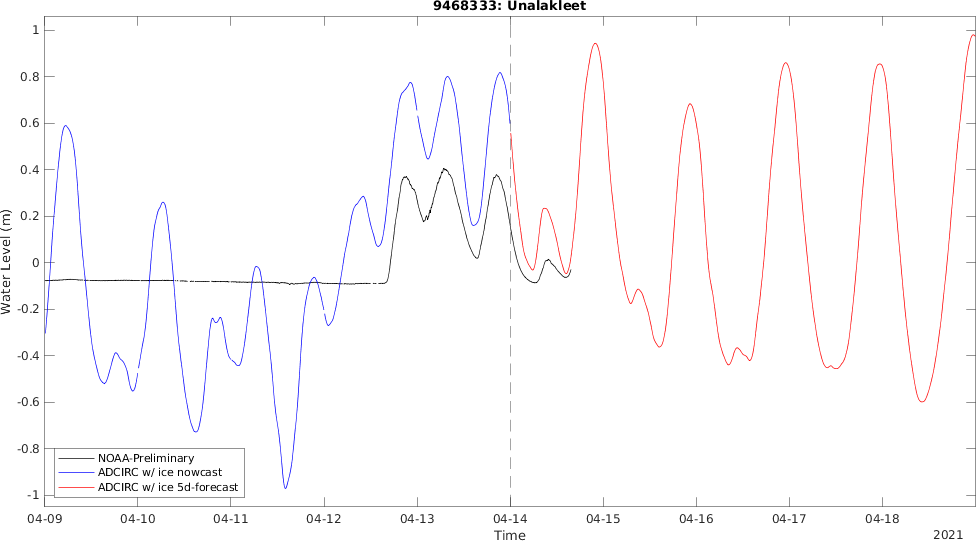 9468333: Unalakleet
1
0.8
0.6
0.4
0.2
0
-0.2
-0.4
-0.6
-0.8
-1
Water Level (m)
NOAA-Preliminary
ADCIRC w/ ice nowcast
ADCIRC w/ ice 5d-forecast
04-09 04-10 04-11 04-12 04-13 04-14 04-15 04-16 04-17 04-18
Time
2021